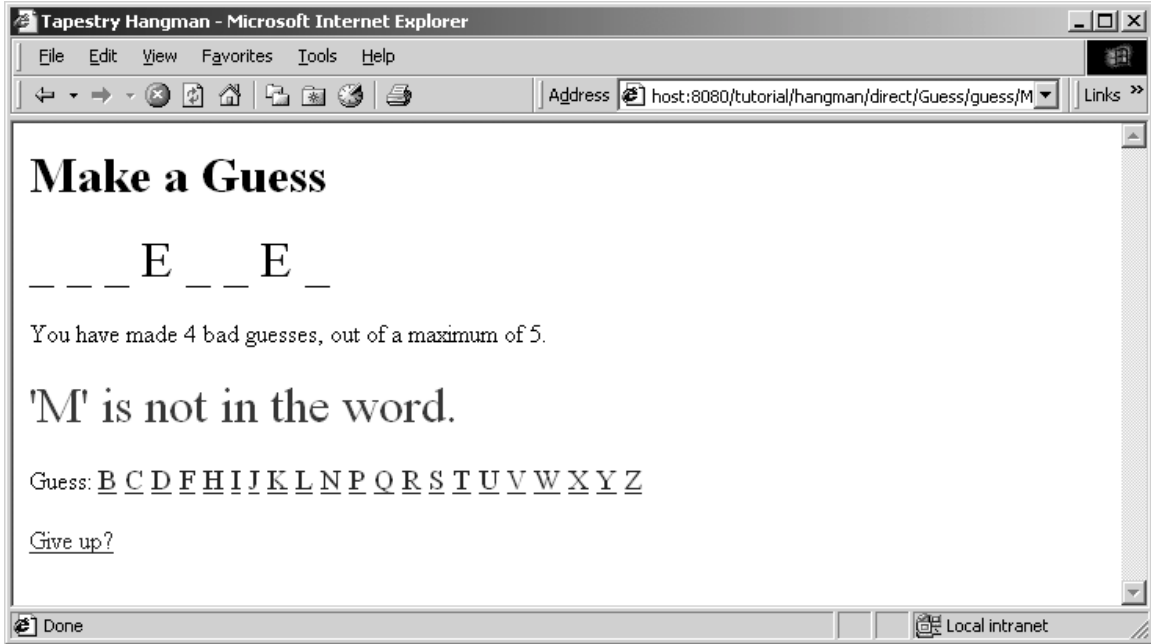 Tapestry Hangman - Microsoft Internet Explorer
File Edit View Favorites Tools Help
Address host:8080/tutorial/hangman/direct/Guess/guess/M Links »
Make a Guess
_ _ _ E _ _ E _
You have made 4 bad guesses, out of a maximum of 5.
'M' is not in the word.
Guess: B C D F H I J K L N P Q R S T U V W X Y Z
Give up?
Done Local intranet